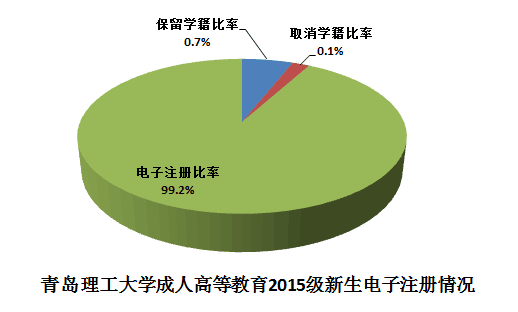 保留学籍比率
0.7%
取消学籍比率
0.1%
电子注册比率
99.2%
青岛理工大学成人高等教育2015级新生电子注册情况